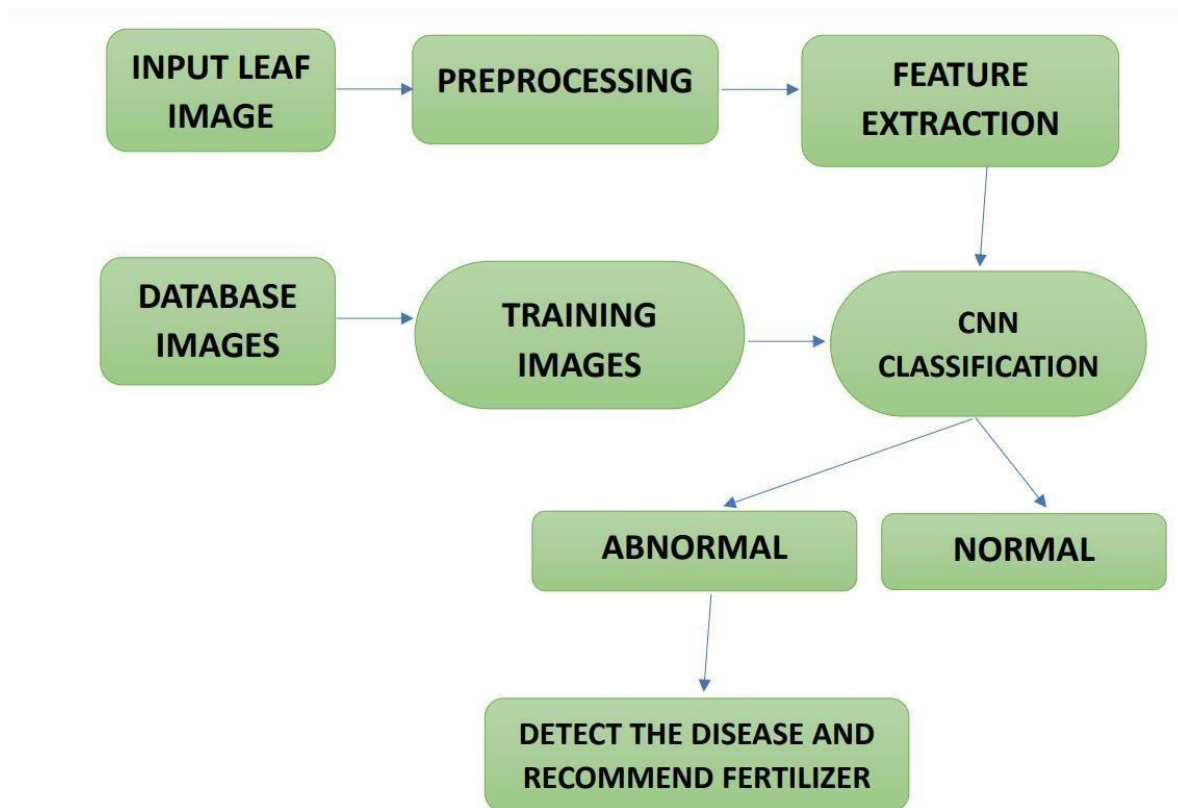 INPUT LEAF
IMAGE
PREPROCESSING
FEATURE
EXTRACTION
DATABASE
IMAGES
TRAINING
IMAGES
CNN
CLASSIFICATION
ABNORMAL
NORMAL
DETECT THE DISEASE AND
RECOMMEND FERTILIZER